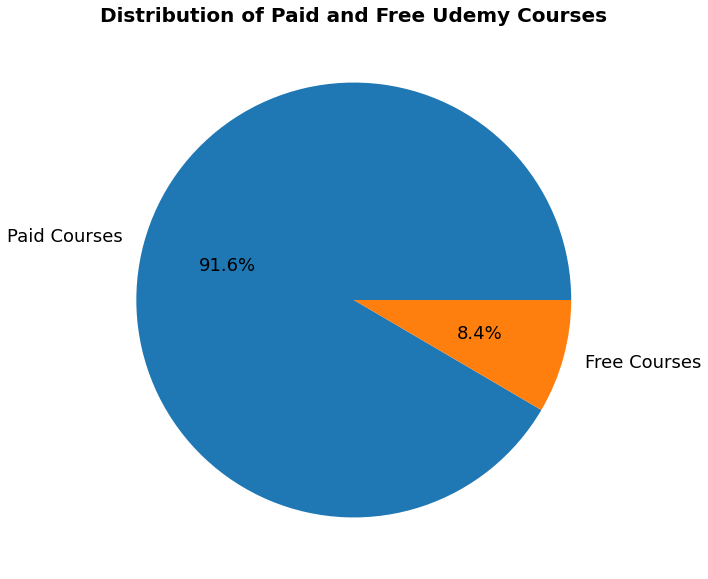 Distribution of Paid and Free Udemy Courses
Paid Courses
91.6%
8.4%
Free Courses